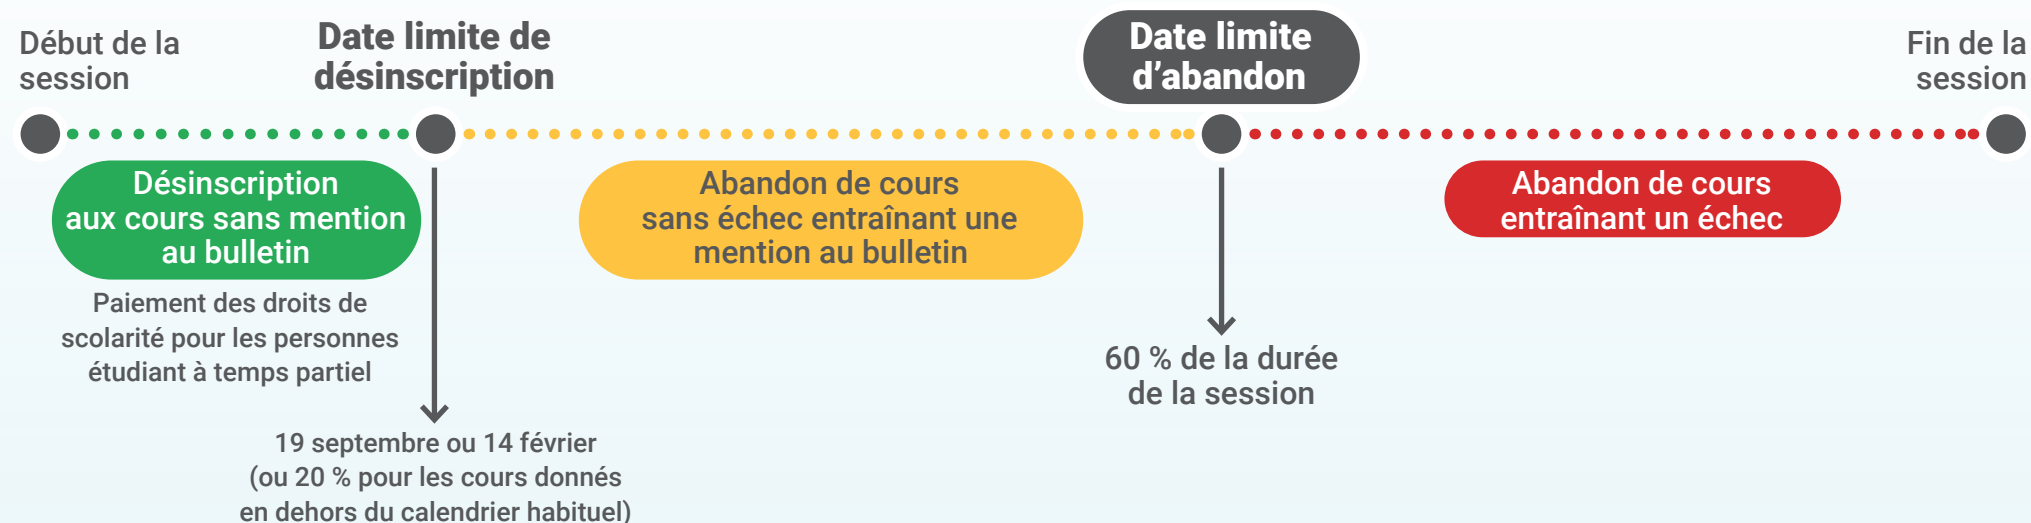 Début de la
session
Date limite de
désinscription
Date limite
d’abandon
Fin de la
session
Désinscription
aux cours sans mention
au bulletin
Abandon de cours
sans échec entraînant une
mention au bulletin
Abandon de cours
entraînant un échec
Paiement des droits de
scolarité pour les personnes
étudiant à temps partiel
60 % de la durée
de la session
19 septembre ou 14 février
(ou 20 % pour les cours donnés
en dehors du calendrier habituel)